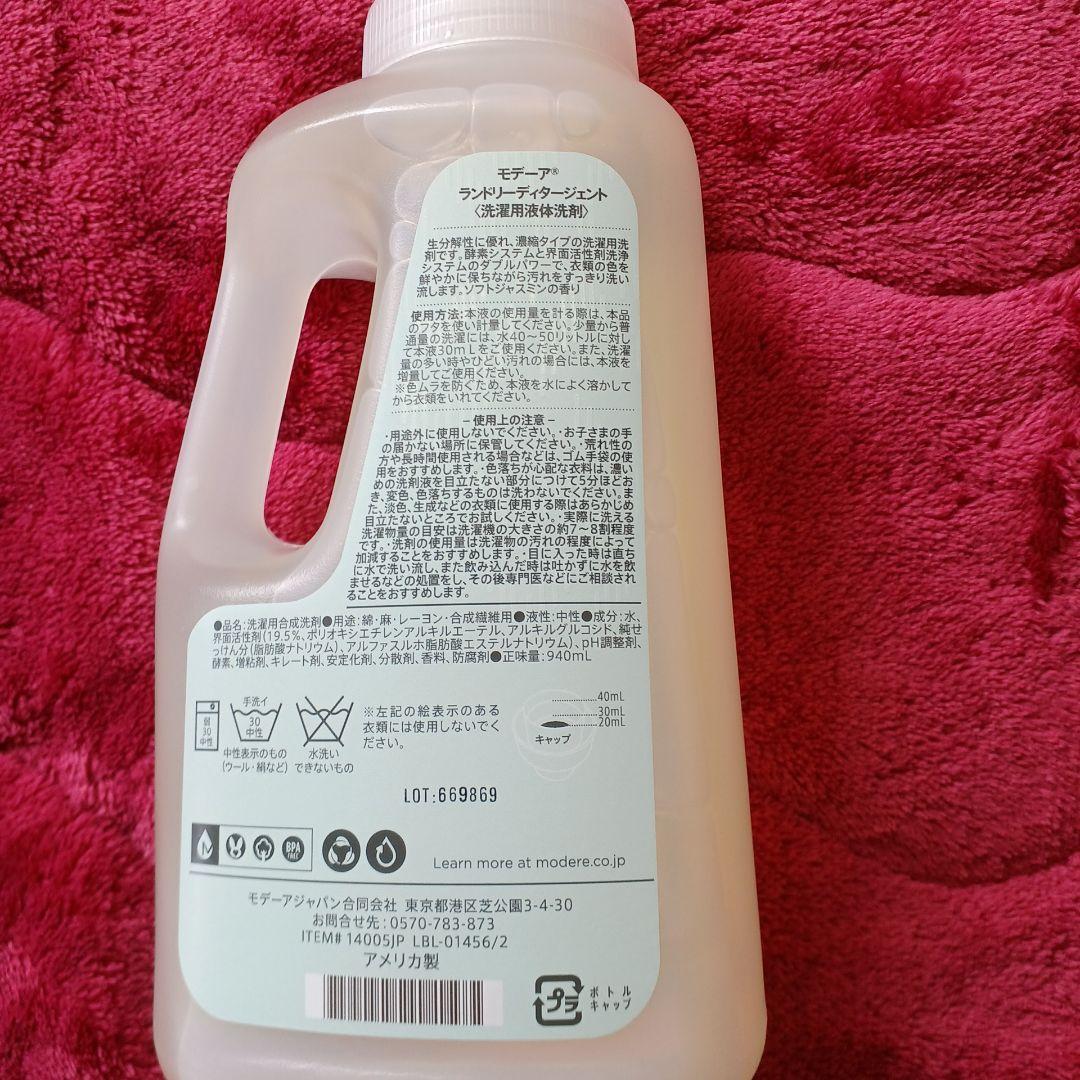 モデーア®
ランドリーディタージェント
〈洗濯用液体洗剤〉
生分解性に優れ、濃縮タイプの洗濯用洗
剤です。酵素システムと界面活性剤洗浄
システムのダブルパワーで、衣類の色を
鮮やかに保ちながら汚れをすっきり洗い
流します。ソフトジャスミンの香り
使用方法:本液の使用量を計る際は、本品
のフタを使い計量してください。少量から普
通量の洗濯には、水40～50リットルに対し
て本液30mLをご使用ください。また、洗濯
量の多い時やひどい汚れの場合には、本液を
増量してご使用ください。
※色ムラを防ぐため、本液を水によく溶かして
から衣類をいれてください。
– 使用上の注意 –
・用途外に使用しないでください。・お子さまの手
の届かない場所に保管してください。・荒れ性の
方や長時間使用される場合などは、ゴム手袋の使
用をおすすめします。・色落ちが心配な衣料は、濃い
めの洗剤液を目立たない部分につけて5分ほどお
き、変色、色落ちするものは洗わないでください。ま
た、淡色、生成などの衣類に使用する際はあらかじめ
目立たないところでお試しください。・実際に洗える
洗濯物量の目安は洗濯機の大きさの約7～8割程度
です。・洗剤の使用量は洗濯物の汚れの程度によって
加減することをおすすめします。・目に入った時は直ち
に水で洗い流し、また飲み込んだ時は吐かずに水を飲
ませるなどの処置をし、その後専門医などにご相談され
ることをおすすめします。
●品名:洗濯用合成洗剤●用途:綿・麻・レーヨン・合成繊維用●液性:中性●成分:水、
界面活性剤(19.5%、ポリオキシエチレンアルキルエーテル、アルキルグルコシド、純せ
っけん分(脂肪酸ナトリウム)、アルファスルホ脂肪酸エステルナトリウム)、pH調整剤、
酵素、増粘剤、キレート剤、安定化剤、分散剤、香料、防腐剤●正味量:940mL
弱
30
中性
手洗イ
30
中性
中性表示のもの
(ウール・絹など)
水洗い
できないもの
※左記の絵表示のある
衣類には使用しないでく
ださい。
40mL
30mL
20mL
キャップ
LOT:669869
BPA
FREE
Learn more at modere.co.jp
モデーアジャパン合同会社 東京都港区芝公園3-4-30
お問合せ先:0570-783-873
ITEM# 14005JP LBL-01456/2
アメリカ製
プラ
ボトル
キャップ